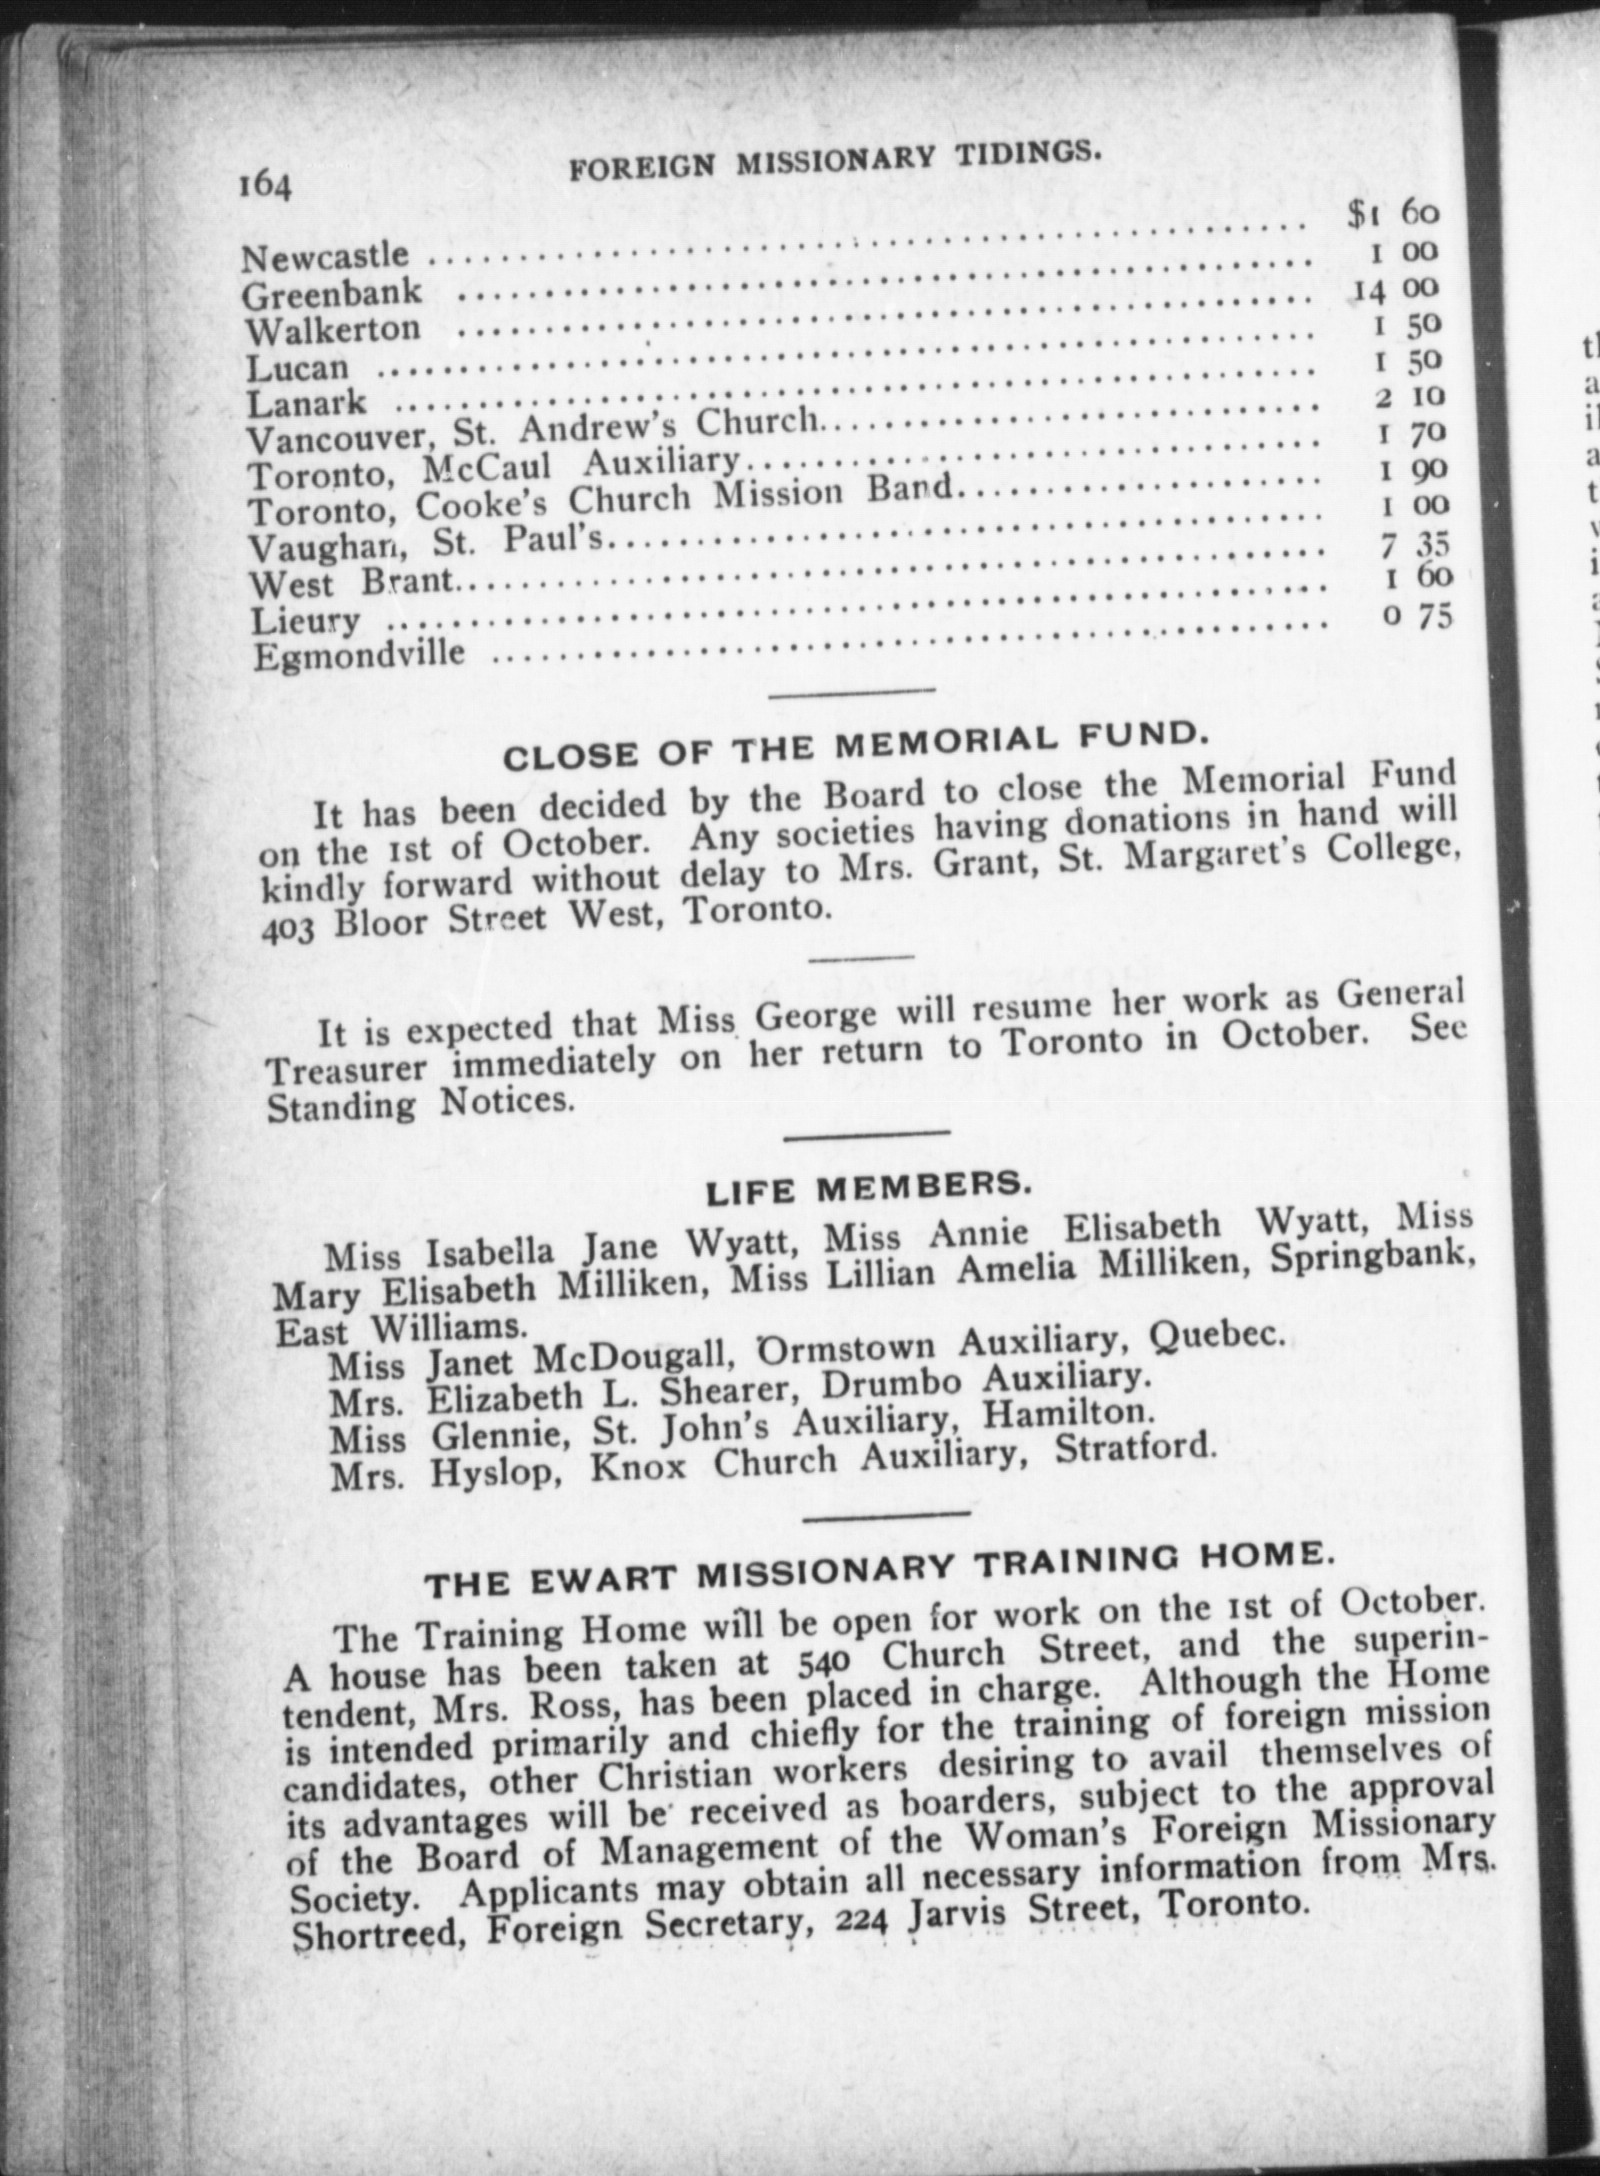 164
FOREIGN MISSIONARY TIDINGS.
Newcastle ........................................................ $1 60
Greenbank ........................................................ 1 00
Walkerton ........................................................ 14 00
Lucan ........................................................ 1 50
Lanark ........................................................ 1 50
Vancouver, St. Andrew's Church.............................. 2 10
Toronto, McCaul Auxiliary.................................. 1 70
Toronto, Cooke's Church Mission Band..................... 1 90
Vaughan, St. Paul's........................................ 1 00
West Brant.................................................. 7 35
Lieury ........................................................ 1 60
Egmondville .................................................. 0 75
CLOSE OF THE MEMORIAL FUND.
It has been decided by the Board to close the Memorial Fund
on the 1st of October. Any societies having donations in hand will
kindly forward without delay to Mrs. Grant, St. Margaret's College,
403 Bloor Street West, Toronto.
It is expected that Miss George will resume her work as General
Treasurer immediately on her return to Toronto in October. See
Standing Notices.
LIFE MEMBERS.
Miss Isabella Jane Wyatt, Miss Annie Elisabeth Wyatt, Miss
Mary Elisabeth Milliken, Miss Lillian Amelia Milliken, Springbank,
East Williams.
Miss Janet McDougall, Ormstown Auxiliary, Quebec.
Mrs. Elizabeth L. Shearer, Drumbo Auxiliary.
Miss Glennie, St. John's Auxiliary, Hamilton.
Mrs. Hyslop, Knox Church Auxiliary, Stratford.
THE EWART MISSIONARY TRAINING HOME.
The Training Home will be open for work on the 1st of October.
A house has been taken at 540 Church Street, and the superin-
tendent, Mrs. Ross, has been placed in charge. Although the Home
is intended primarily and chiefly for the training of foreign mission
candidates, other Christian workers desiring to avail themselves of
its advantages will be received as boarders, subject to the approval
of the Board of Management of the Woman's Foreign Missionary
Society. Applicants may obtain all necessary information from Mrs.
Shortreed, Foreign Secretary, 224 Jarvis Street, Toronto.